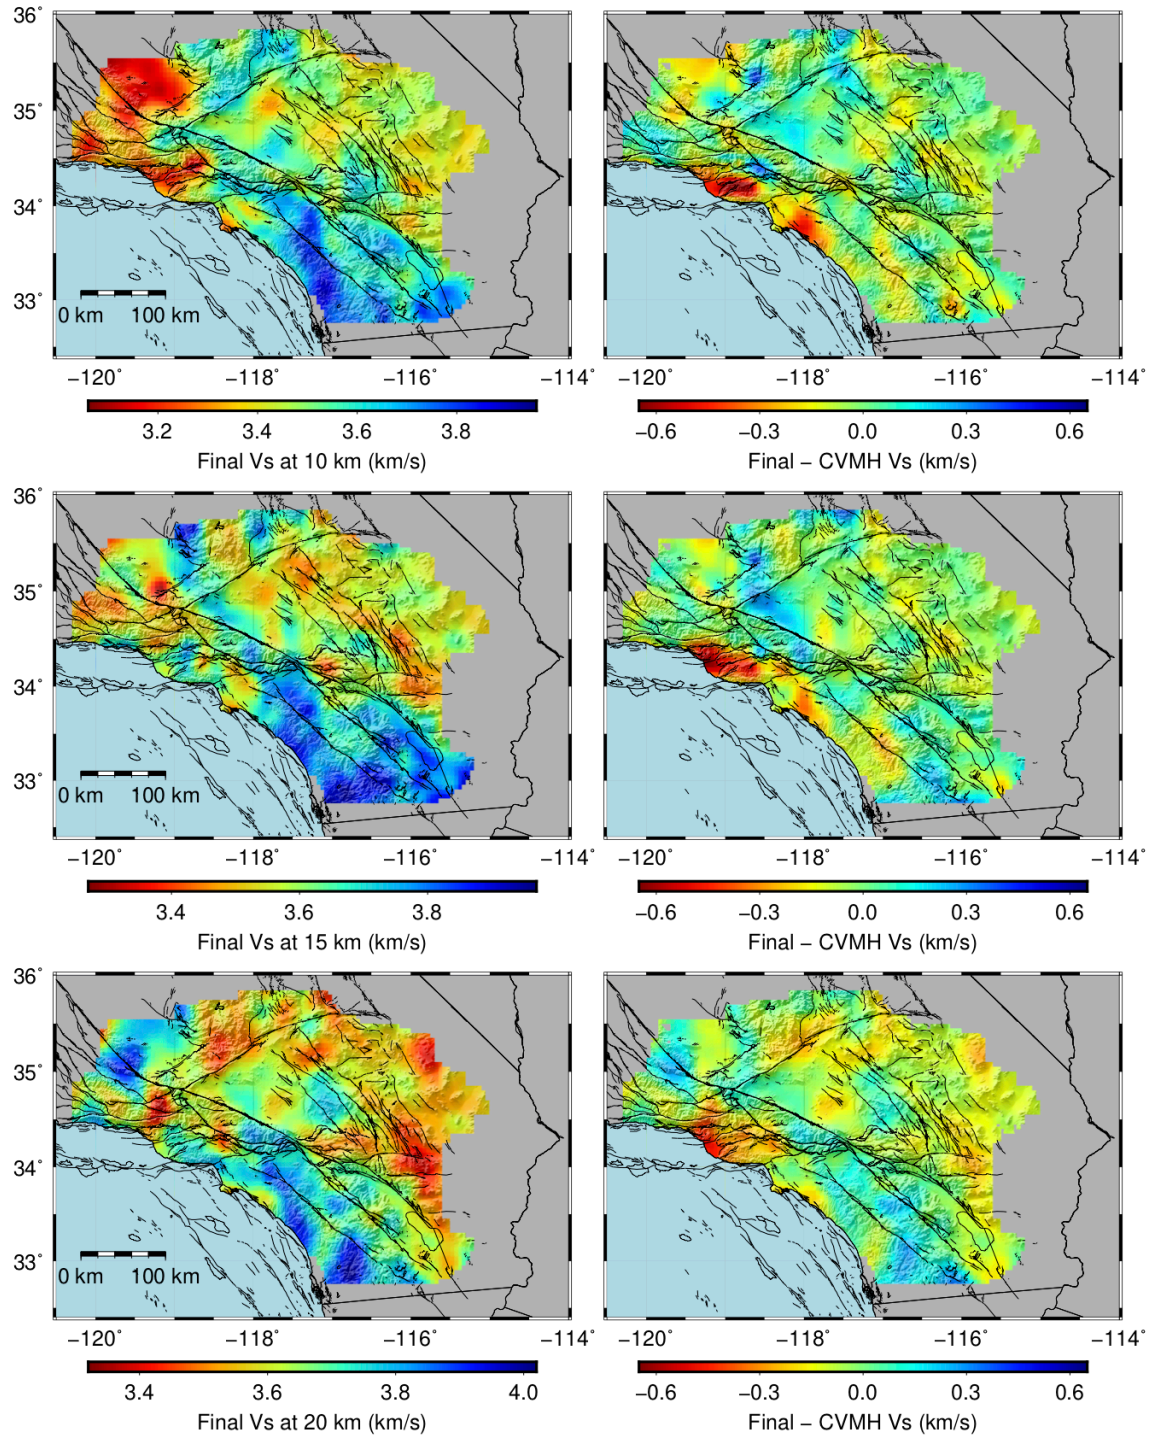 36°
35°
34°
33°
0 km 100 km
−120° −118° −116° −114°
−120° −118° −116° −114°
3.2 3.4 3.6 3.8
Final Vs at 10 km (km/s)
−0.6 −0.3 0.0 0.3 0.6
Final − CVMH Vs (km/s)
36°
35°
34°
33°
0 km 100 km
−120° −118° −116° −114°
−120° −118° −116° −114°
3.4 3.6 3.8
Final Vs at 15 km (km/s)
−0.6 −0.3 0.0 0.3 0.6
Final − CVMH Vs (km/s)
36°
35°
34°
33°
0 km 100 km
−120° −118° −116° −114°
−120° −118° −116° −114°
3.4 3.6 3.8 4.0
Final Vs at 20 km (km/s)
−0.6 −0.3 0.0 0.3 0.6
Final − CVMH Vs (km/s)